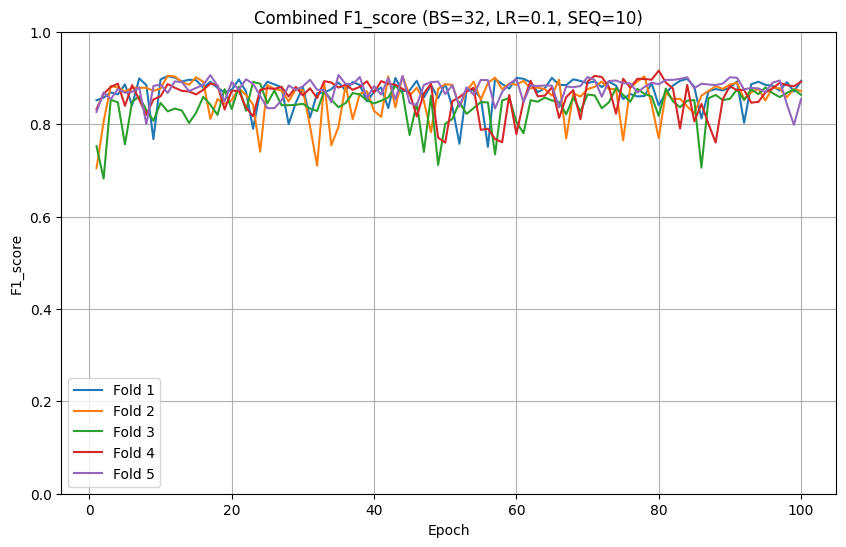 Combined F1_score (BS=32, LR=0.1, SEQ=10)
F1_score
1.0
0.8
0.6
0.4
0.2
0.0
Fold 1
Fold 2
Fold 3
Fold 4
Fold 5
0 20 40 60 80 100
Epoch